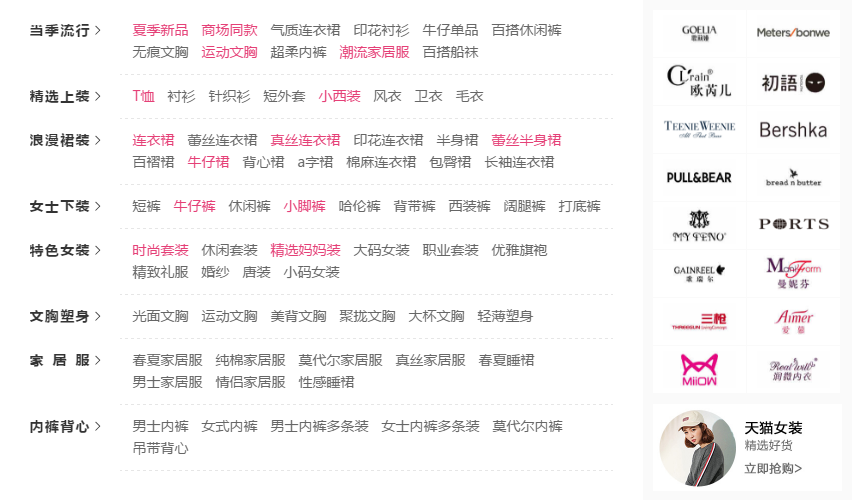 当季流行 >
夏季新品 商场同款 气质连衣裙 印花衬衫 牛仔单品 百搭休闲裤
无痕文胸 运动文胸 超柔内裤 潮流家居服 百搭船袜
精选上装 >
T恤 衬衫 针织衫 短外套 小西装 风衣 卫衣 毛衣
浪漫裙装 >
连衣裙 蕾丝连衣裙 真丝连衣裙 印花连衣裙 半身裙 蕾丝半身裙
百褶裙 牛仔裙 背心裙 a字裙 棉麻连衣裙 包臀裙 长袖连衣裙
女士下装 >
短裤 牛仔裤 休闲裤 小脚裤 哈伦裤 背带裤 西装裤 阔腿裤 打底裤
特色女装 >
时尚套装 休闲套装 精选妈妈装 大码女装 职业套装 优雅旗袍
精致礼服 婚纱 唐装 小码女装
文胸塑身 >
光面文胸 运动文胸 美背文胸 聚拢文胸 大杯文胸 轻薄塑身
家居服 >
春夏家居服 纯棉家居服 莫代尔家居服 真丝家居服 春夏睡裙
男士家居服 情侣家居服 性感睡裙
内裤背心 >
男士内裤 女式内裤 男士内裤多条装 女士内裤多条装 莫代尔内裤
吊带背心
GOELIA
Meters/bonwe
Crain®
欧芮儿
初語
TEENIE WEENIE
Bershka
PULL&BEAR
bread n butter
MYTENO
PORTS
GAINREEL
歌瑞尔
ManiForm
曼妮芬
三枪
THREEGUN
Aimer
爱慕
MiiOW
Real will
润微内衣
天猫女装
精选好货
立即抢购>